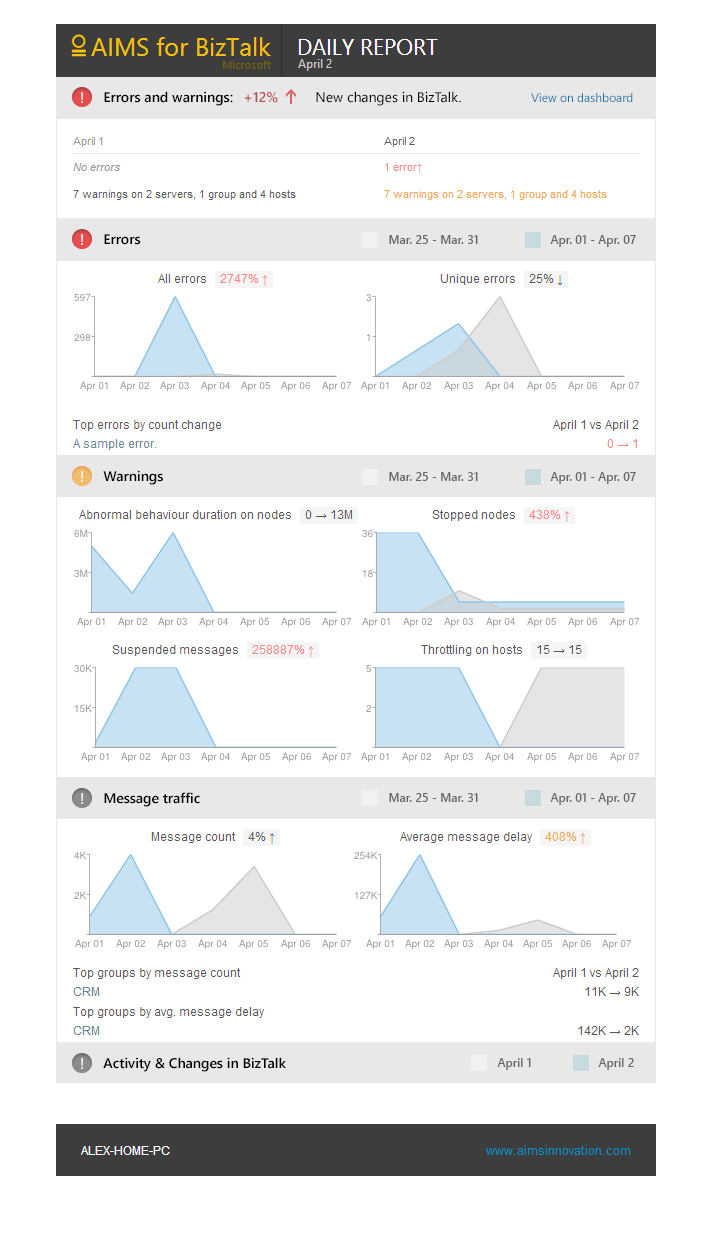 AIMS for BizTalk
Microsoft
DAILY REPORT
April 2
! Errors and warnings: +12% ↑ New changes in BizTalk. View on dashboard
April 1 April 2
No errors 1 error↑
7 warnings on 2 servers, 1 group and 4 hosts 7 warnings on 2 servers, 1 group and 4 hosts
! Errors Mar. 25 - Mar. 31 Apr. 01 - Apr. 07
All errors 2747% ↑
597
298
Apr 01 Apr 02 Apr 03 Apr 04 Apr 05 Apr 06 Apr 07
Unique errors 25% ↓
3
1
Apr 01 Apr 02 Apr 03 Apr 04 Apr 05 Apr 06 Apr 07
Top errors by count change April 1 vs April 2
A sample error. 0 → 1
! Warnings Mar. 25 - Mar. 31 Apr. 01 - Apr. 07
Abnormal behaviour duration on nodes 0 → 13M
6M
3M
Apr 01 Apr 02 Apr 03 Apr 04 Apr 05 Apr 06 Apr 07
Stopped nodes 438% ↑
36
18
Apr 01 Apr 02 Apr 03 Apr 04 Apr 05 Apr 06 Apr 07
Suspended messages 258887% ↑
30K
15K
Apr 01 Apr 02 Apr 03 Apr 04 Apr 05 Apr 06 Apr 07
Throttling on hosts 15 → 15
5
2
Apr 01 Apr 02 Apr 03 Apr 04 Apr 05 Apr 06 Apr 07
! Message traffic Mar. 25 - Mar. 31 Apr. 01 - Apr. 07
Message count 4% ↑
4K
2K
Apr 01 Apr 02 Apr 03 Apr 04 Apr 05 Apr 06 Apr 07
Average message delay 408% ↑
254K
127K
Apr 01 Apr 02 Apr 03 Apr 04 Apr 05 Apr 06 Apr 07
Top groups by message count April 1 vs April 2
CRM 11K → 9K
Top groups by avg. message delay
CRM 142K → 2K
! Activity & Changes in BizTalk April 1 April 2
ALEX-HOME-PC www.aimsinnovation.com